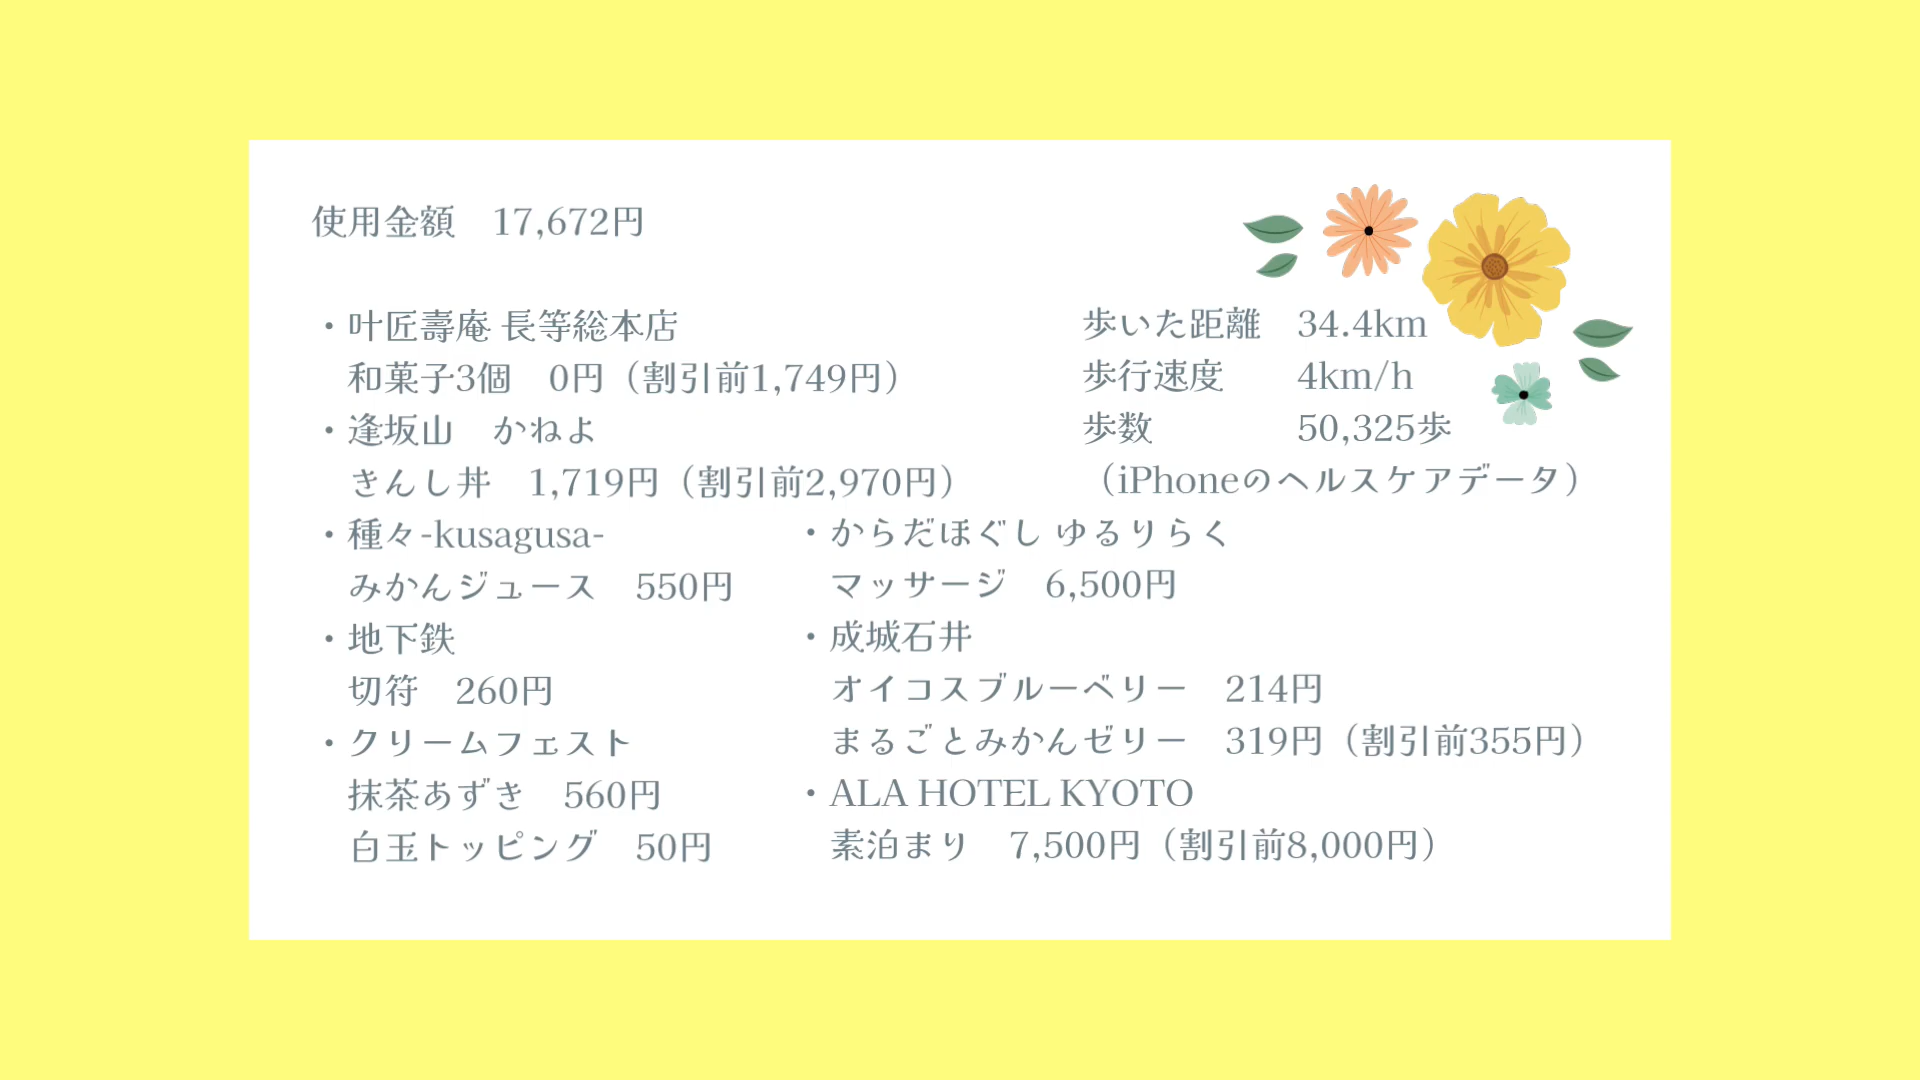 使用金額　17,672円
・叶匠壽庵 長等総本店
和菓子3個　0円（割引前1,749円）
・逢坂山　かねよ
きんし丼　1,719円（割引前2,970円）
・種々-kusagusa-
みかんジュース　550円
・地下鉄
切符　260円
・クリームフェスト
抹茶あずき　560円
白玉トッピング　50円
歩いた距離　34.4km
歩行速度　　4km/h
歩数　　　　50,325歩
（iPhoneのヘルスケアデータ）
・からだほぐし ゆるりらく
マッサージ　6,500円
・成城石井
オイコスブルーベリー　214円
まるごとみかんゼリー　319円（割引前355円）
・ALA HOTEL KYOTO
素泊まり　7,500円（割引前8,000円）